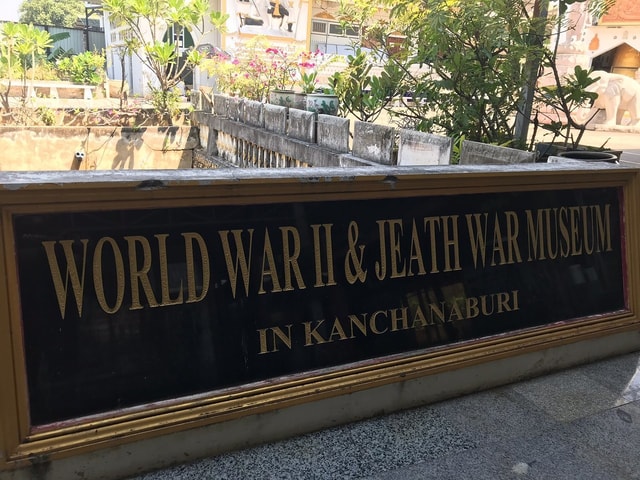 WORLD WAR II & JEATH WAR MUSEUM
IN KANCHANABURI